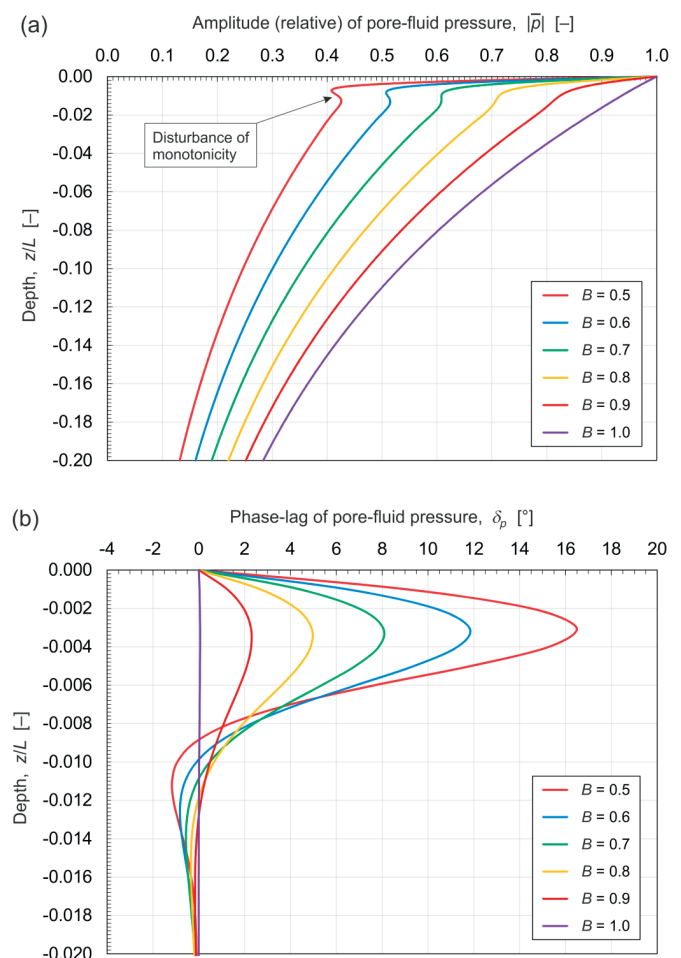 (a)
Amplitude (relative) of pore-fluid pressure, |p̅| [–]
0.0 0.1 0.2 0.3 0.4 0.5 0.6 0.7 0.8 0.9 1.0
0.00
-0.02
-0.04
-0.06
-0.08
-0.10
-0.12
-0.14
-0.16
-0.18
-0.20
Depth, z/L [–]
Disturbance of
monotonicity
B = 0.5
B = 0.6
B = 0.7
B = 0.8
B = 0.9
B = 1.0
(b)
Phase-lag of pore-fluid pressure, δp [°]
-4 -2 0 2 4 6 8 10 12 14 16 18 20
0.000
-0.002
-0.004
-0.006
-0.008
-0.010
-0.012
-0.014
-0.016
-0.018
-0.020
Depth, z/L [–]
B = 0.5
B = 0.6
B = 0.7
B = 0.8
B = 0.9
B = 1.0